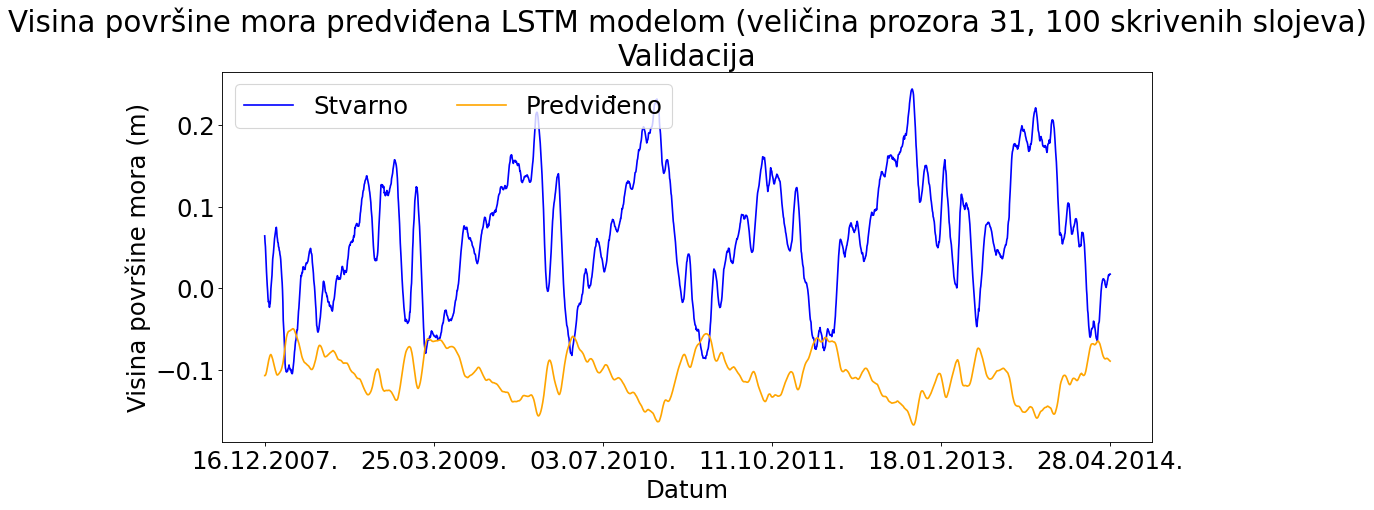 Visina površine mora predviđena LSTM modelom (veličina prozora 31, 100 skrivenih slojeva)
Validacija
Stvarno
Predviđeno
Visina površine mora (m)
0.2
0.1
0.0
−0.1
16.12.2007.
25.03.2009.
03.07.2010.
11.10.2011.
18.01.2013.
28.04.2014.
Datum